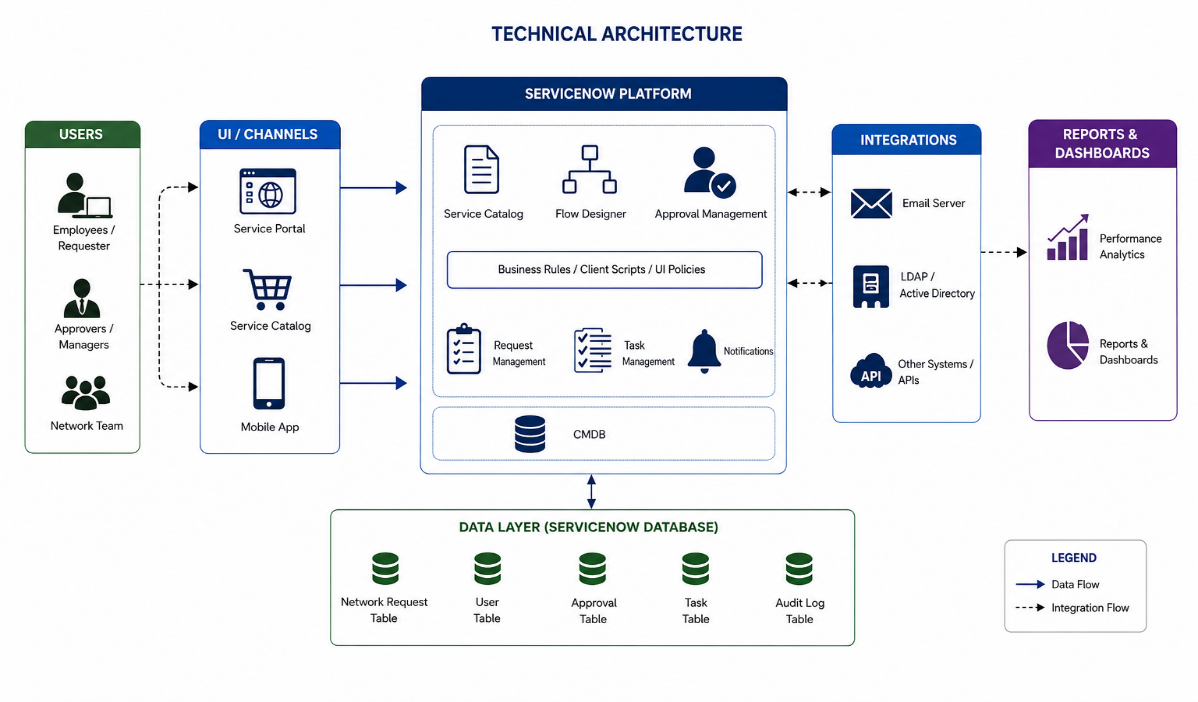 TECHNICAL ARCHITECTURE
USERS
Employees /
Requester
Approvers /
Managers
Network Team
UI / CHANNELS
Service Portal
Service Catalog
Mobile App
SERVICENOW PLATFORM
Service Catalog
Flow Designer
Approval Management
Business Rules / Client Scripts / UI Policies
Request
Management
Task
Management
Notifications
CMDB
INTEGRATIONS
Email Server
LDAP /
Active Directory
API
Other Systems /
APIs
REPORTS &
DASHBOARDS
Performance
Analytics
Reports &
Dashboards
DATA LAYER (SERVICENOW DATABASE)
Network Request
Table
User
Table
Approval
Table
Task
Table
Audit Log
Table
LEGEND
Data Flow
Integration Flow